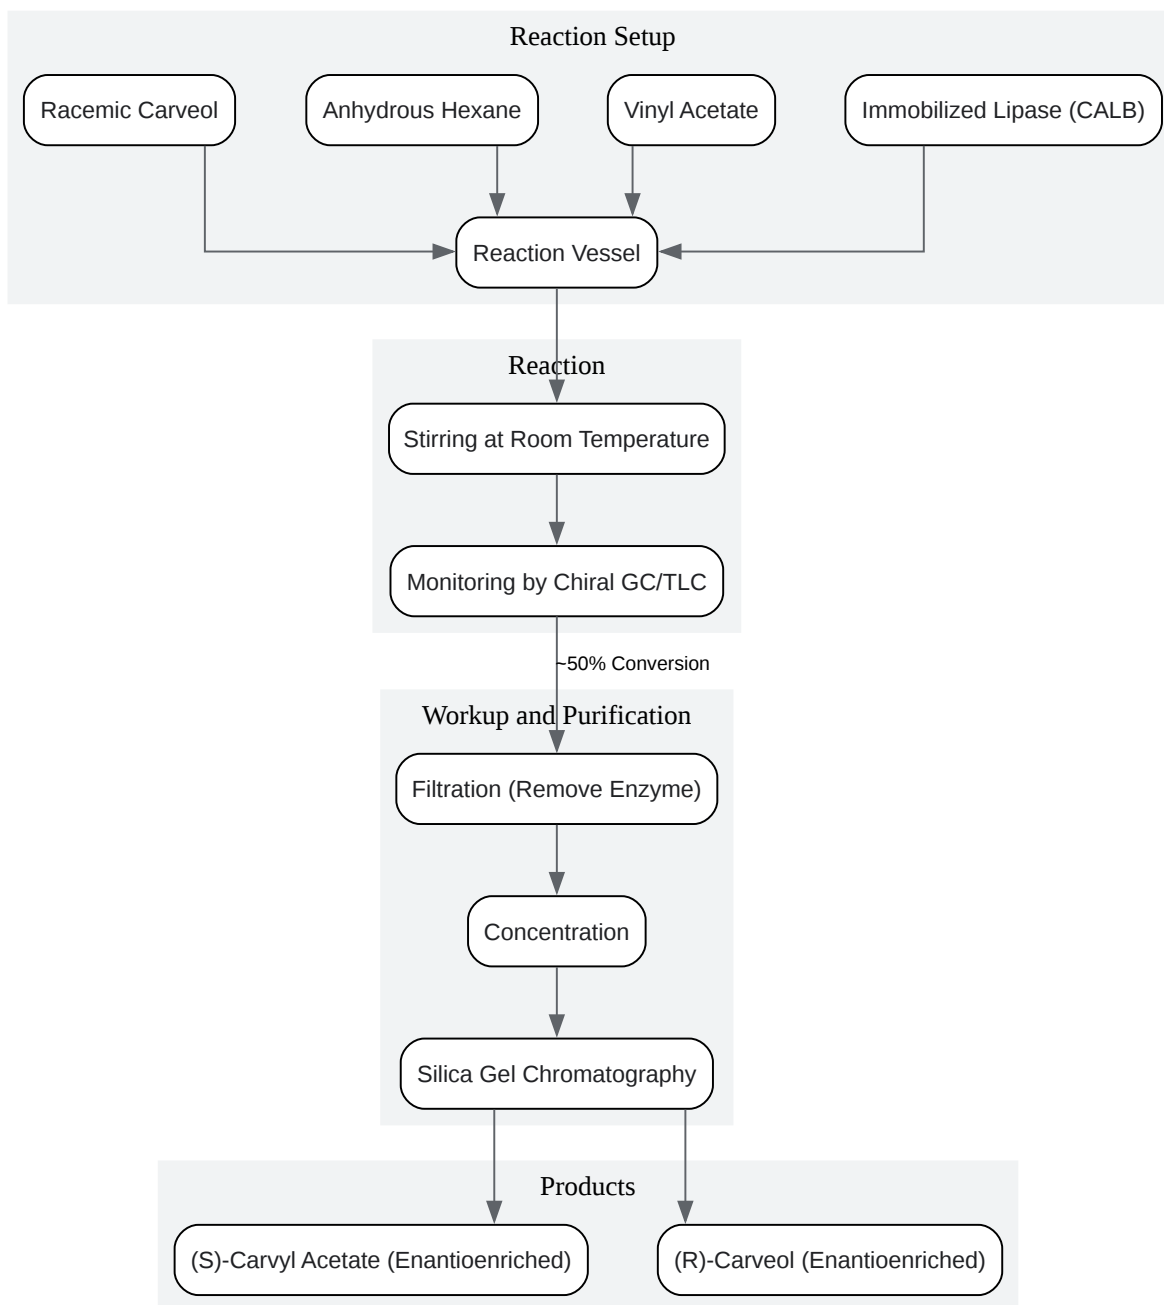 Reaction Setup
Racemic Carveol
Anhydrous Hexane
Vinyl Acetate
Immobilized Lipase (CALB)
Reaction Vessel
Reaction
Stirring at Room Temperature
Monitoring by Chiral GC/TLC
~50% Conversion
Workup and Purification
Filtration (Remove Enzyme)
Concentration
Silica Gel Chromatography
Products
(S)-Carvyl Acetate (Enantioenriched)
(R)-Carveol (Enantioenriched)